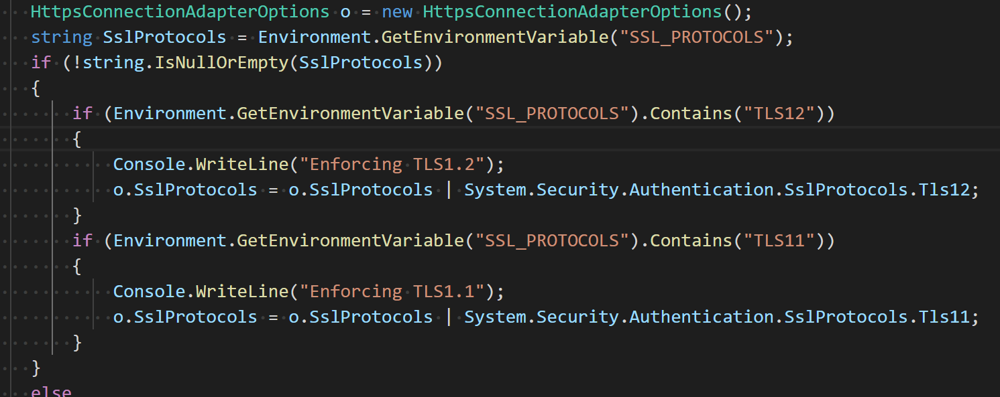 HttpsConnectionAdapterOptions o = new HttpsConnectionAdapterOptions();
string SslProtocols = Environment.GetEnvironmentVariable("SSL_PROTOCOLS");
if (!string.IsNullOrEmpty(SslProtocols))
{
if (Environment.GetEnvironmentVariable("SSL_PROTOCOLS").Contains("TLS12"))
{
Console.WriteLine("Enforcing TLS1.2");
o.SslProtocols = o.SslProtocols | System.Security.Authentication.SslProtocols.Tls12;
}
if (Environment.GetEnvironmentVariable("SSL_PROTOCOLS").Contains("TLS11"))
{
Console.WriteLine("Enforcing TLS1.1");
o.SslProtocols = o.SslProtocols | System.Security.Authentication.SslProtocols.Tls11;
}
}
else